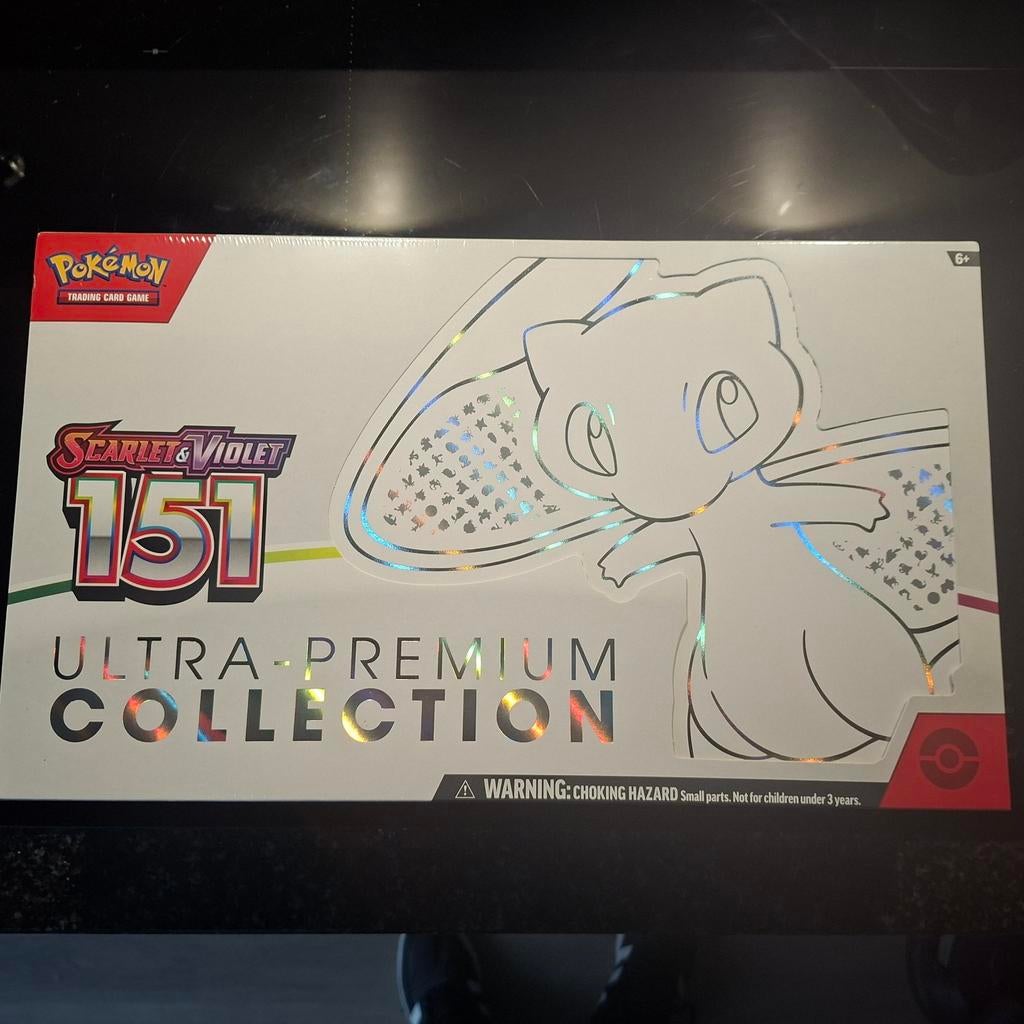 POKéMON
TRADING CARD GAME
6+
SCARLET & VIOLET
151
ULTRA-PREMIUM
COLLECTION
WARNING: CHOKING HAZARD Small parts. Not for children under 3 years.